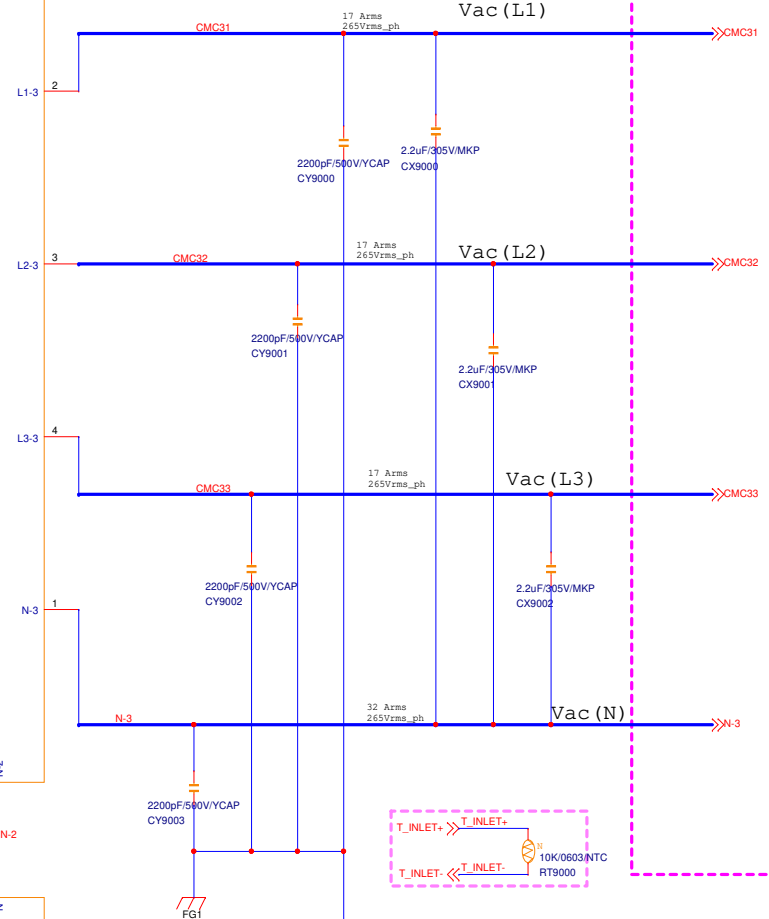 Vac(L1)
17 Arms
265Vrms_ph
CMC31
CMC31
2
L1-3
2.2uF/305V/MKP
CX9000
2200pF/500V/YCAP
CY9000
17 Arms
265Vrms_ph
Vac(L2)
CMC32
CMC32
3
L2-3
2200pF/500V/YCAP
CY9001
2.2uF/305V/MKP
CX9001
4
L3-3
17 Arms
265Vrms_ph
Vac(L3)
CMC33
CMC33
2200pF/500V/YCAP
CY9002
2.2uF/305V/MKP
CX9002
1
N-3
32 Arms
265Vrms_ph
Vac(N)
N-3
N-3
2200pF/500V/YCAP
CY9003
N-2
T_INLET+
T_INLET+
N
10K/0603/NTC
RT9000
T_INLET-
T_INLET-
FG1